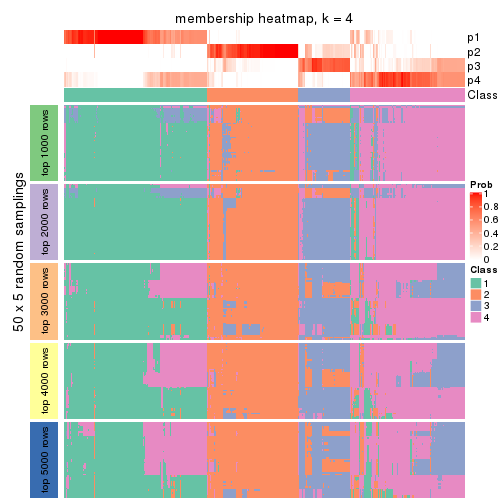 membership heatmap, k = 4
p1
p2
p3
p4
Class
50 x 5 random samplings
top 1000 rows
top 2000 rows
top 3000 rows
top 4000 rows
top 5000 rows
Prob
1
0.8
0.6
0.4
0.2
0
Class
1
2
3
4